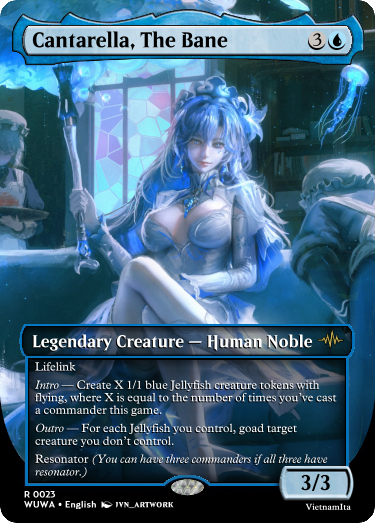 Cantarella, The Bane 3
Legendary Creature — Human Noble
Lifelink
Intro — Create X 1/1 blue Jellyfish creature tokens with
flying, where X is equal to the number of times you've cast
a commander this game.
Outro — For each Jellyfish you control, goad target
creature you don't control.
Resonator (You can have three commanders if all three have
resonator.)
3/3
R 0023
WUWA • English JVN_ARTWORK
VietnamIta